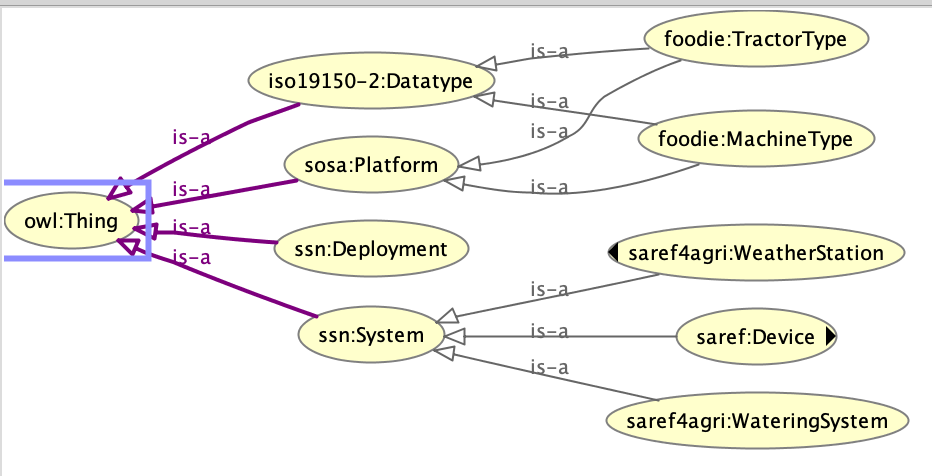 foodie:TractorType
is-a
iso19150-2:Datatype
is-a
is-a
foodie:MachineType
is-a
sosa:Platform
is-a
is-a
owl:Thing
is-a
ssn:Deployment
saref4agri:WeatherStation
is-a
is-a
ssn:System
is-a
saref:Device
is-a
saref4agri:WateringSystem